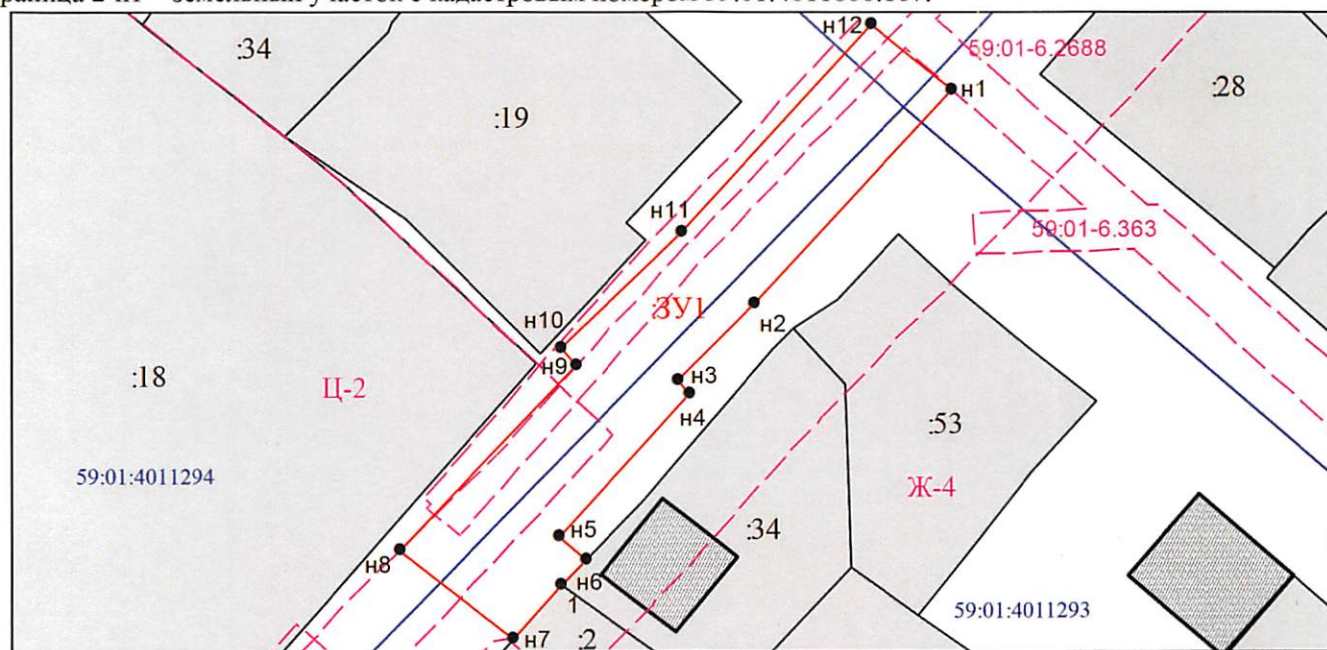 н12
59:01-6.2688
:34
:28
н1
:19
н11
59:01-6.363
:ЗУ1
н2
н10
н9
н3
:18
Ц-2
н4
:53
59:01:4011294
Ж-4
н5
:34
н8
н6
1
59:01:4011293
н7
:2